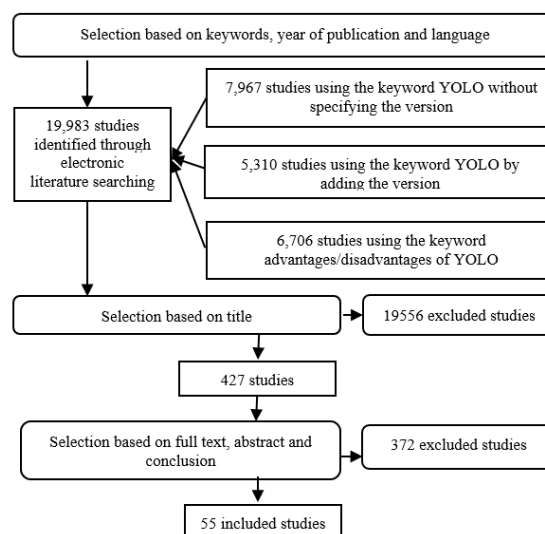 Selection based on keywords, year of publication and language
7,967 studies using the keyword YOLO without
specifying the version
19,983 studies
identified through
electronic
literature searching
5,310 studies using the keyword YOLO by
adding the version
6,706 studies using the keyword
advantages/disadvantages of YOLO
Selection based on title
19556 excluded studies
427 studies
Selection based on full text, abstract and
conclusion
372 excluded studies
55 included studies